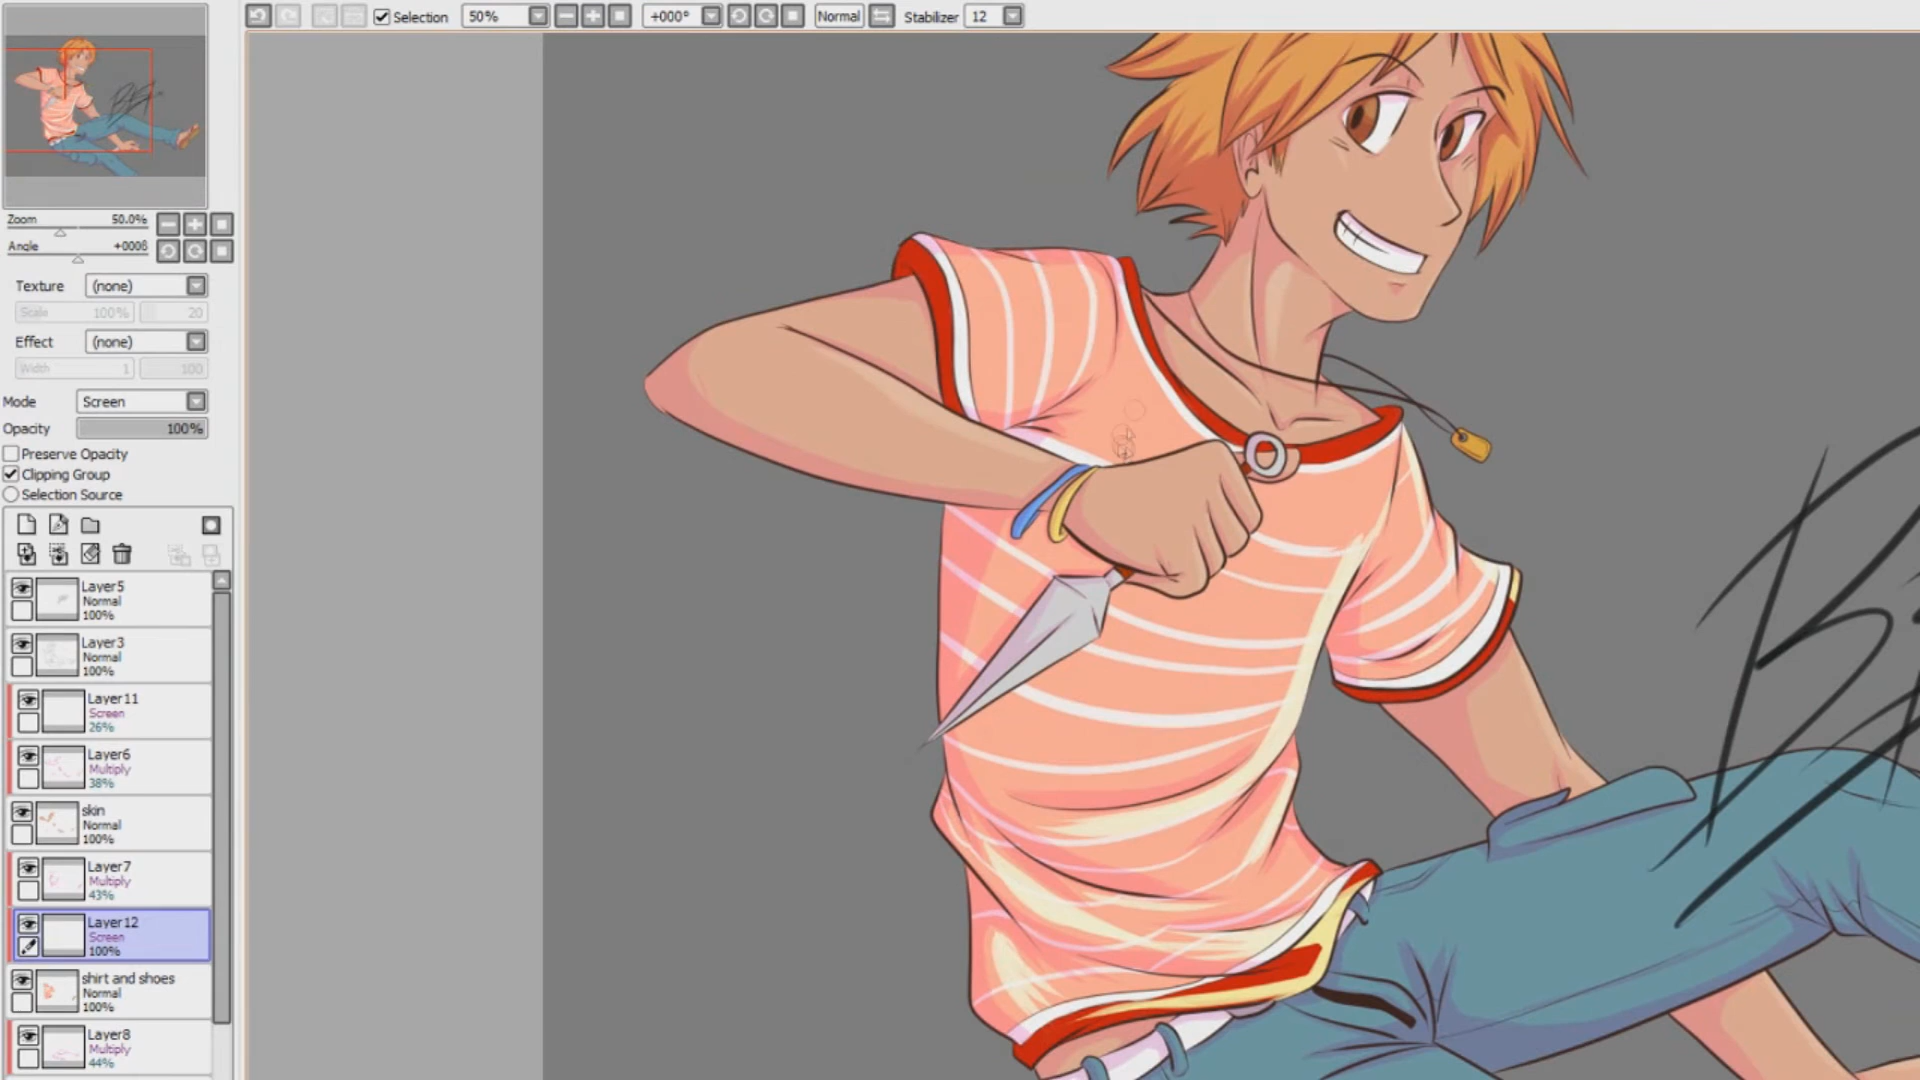 Selection 50% +000° Normal Stabilizer 12
Zoom 50.0%
Angle +000ß
Texture (none)
Scale 100% 20
Effect (none)
Width 1 100
Mode Screen
Opacity 100%
Preserve Opacity
Clipping Group
Selection Source
Layer5
Normal
100%
Layer3
Normal
100%
Layer11
Screen
26%
Layer6
Multiply
38%
skin
Normal
100%
Layer7
Multiply
43%
Layer12
Screen
100%
shirt and shoes
Normal
100%
Layer8
Multiply
44%